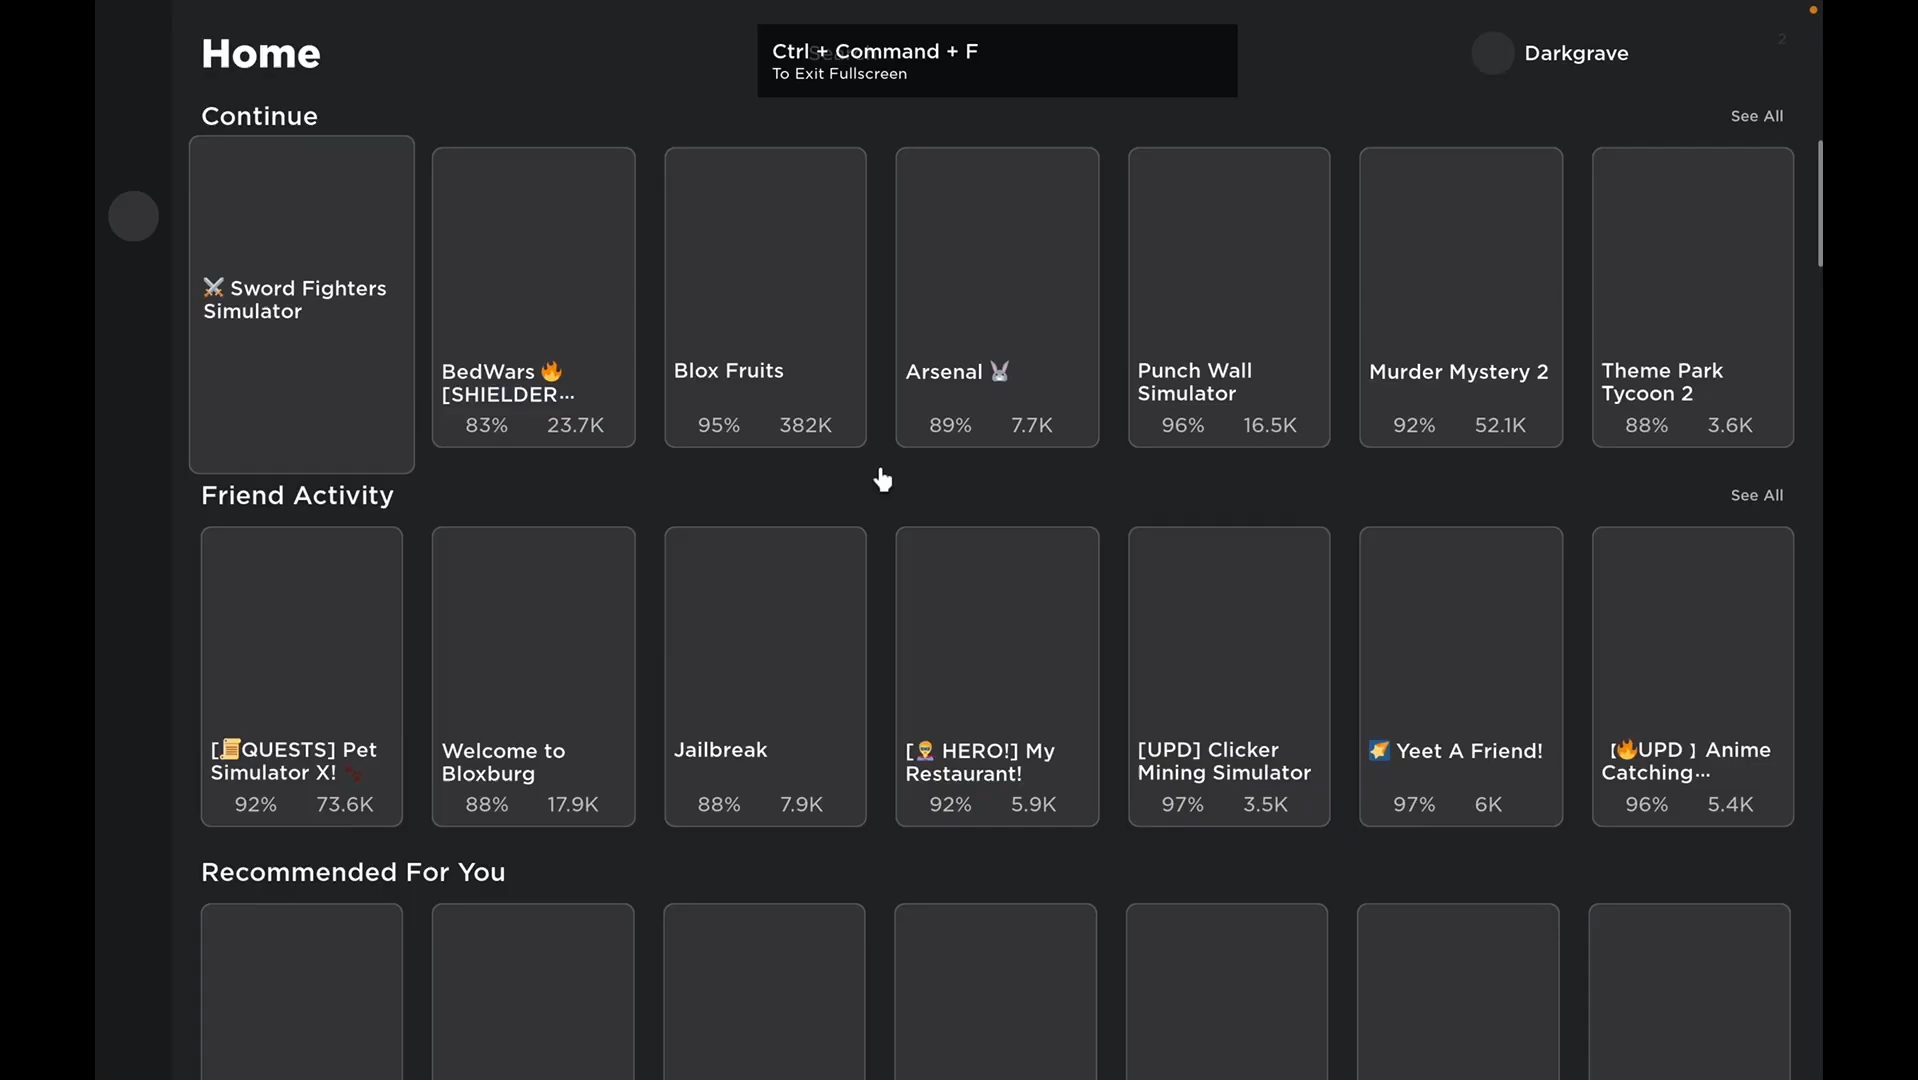 Home
Ctrl + Command + F
To Exit Fullscreen
Darkgrave
2
Continue
See All
⚔️ Sword Fighters
Simulator
BedWars 🔥
[SHIELDER...
83% 23.7K
Blox Fruits
95% 382K
Arsenal 🐰
89% 7.7K
Punch Wall
Simulator
96% 16.5K
Murder Mystery 2
92% 52.1K
Theme Park
Tycoon 2
88% 3.6K
Friend Activity
See All
[📜QUESTS] Pet
Simulator X! 🐾
92% 73.6K
Welcome to
Bloxburg
88% 17.9K
Jailbreak
88% 7.9K
[🦸 HERO!] My
Restaurant!
92% 5.9K
[UPD] Clicker
Mining Simulator
97% 3.5K
🌠 Yeet A Friend!
97% 6K
【🔥UPD 】Anime
Catching...
96% 5.4K
Recommended For You